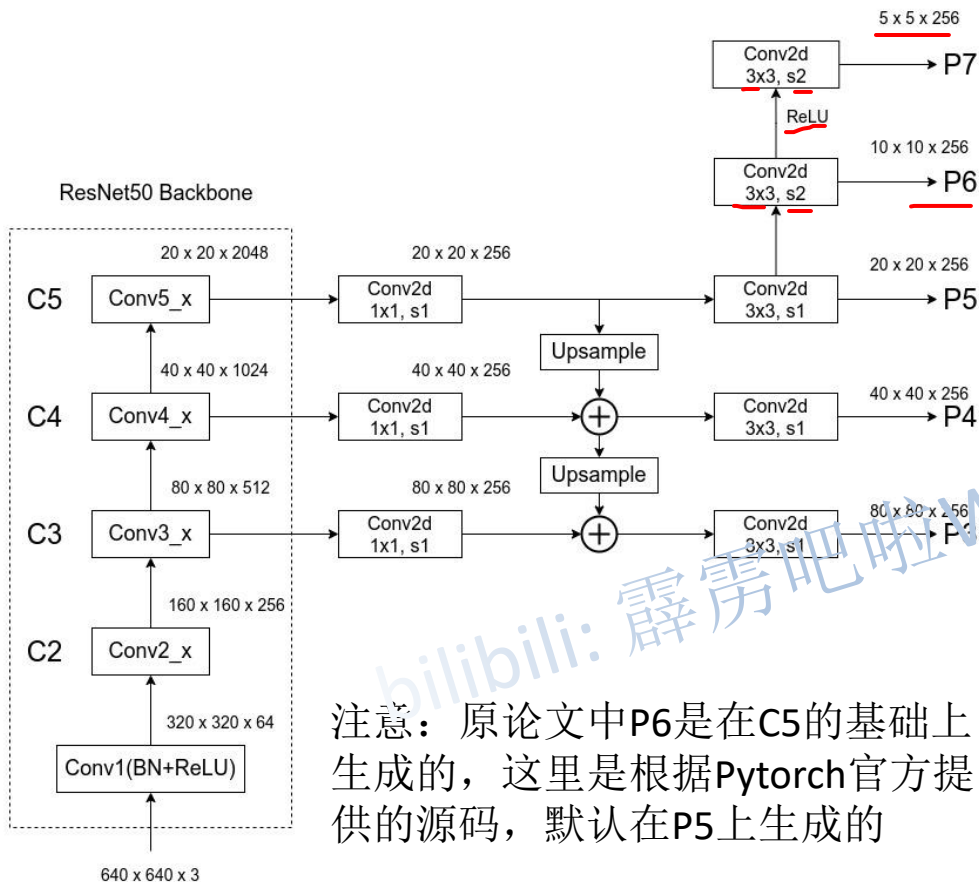 5 x 5 x 256
Conv2d
3x3, s2
P7
ReLU
10 x 10 x 256
Conv2d
3x3, s2
P6
ResNet50 Backbone
20 x 20 x 2048
20 x 20 x 256
20 x 20 x 256
C5
Conv5_x
Conv2d
1x1, s1
Conv2d
3x3, s1
P5
Upsample
40 x 40 x 1024
40 x 40 x 256
40 x 40 x 256
C4
Conv4_x
Conv2d
1x1, s1
Conv2d
3x3, s1
P4
Upsample
80 x 80 x 512
80 x 80 x 256
80 x 80 x 256
C3
Conv3_x
Conv2d
1x1, s1
Conv2d
3x3, s1
P3
160 x 160 x 256
C2
Conv2_x
bilibili: 霹雳吧啦W
320 x 320 x 64
Conv1(BN+ReLU)
640 x 640 x 3
注意：原论文中P6是在C5的基础上
生成的，这里是根据Pytorch官方提
供的源码，默认在P5上生成的